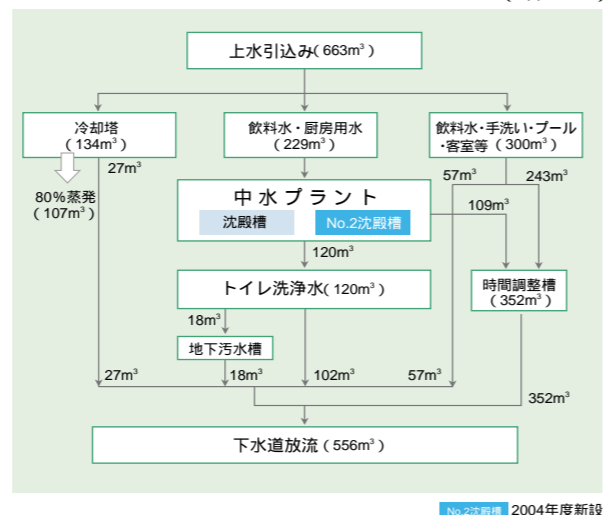 上水引込み（663m³）
冷却塔
（134m³）
飲料水・厨房用水
（229m³）
飲料水・手洗い・プール
・客室等（300m³）
27m³
57m³
243m³
80%蒸発
（107m³）
中水プラント
沈殿槽
No.2沈殿槽
109m³
120m³
トイレ洗浄水（120m³）
時間調整槽
（352m³）
18m³
地下汚水槽
27m³
18m³
102m³
57m³
352m³
下水道放流（556m³）
No.2沈殿槽 2004年度新設